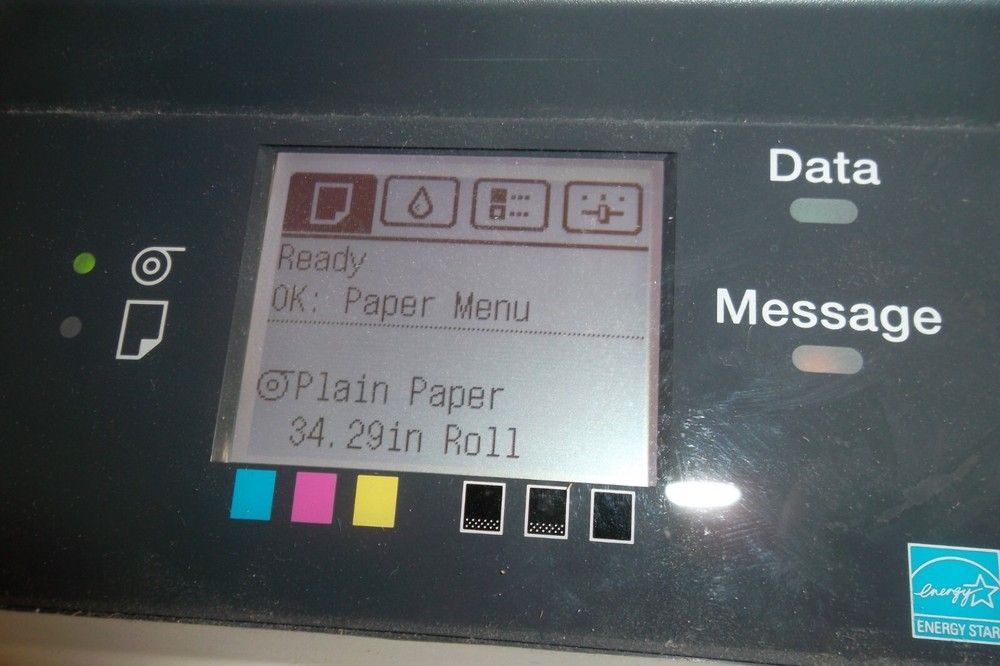 Data
Ready
OK: Paper Menu
Message
Plain Paper
34.29in Roll
energy
ENERGY STAR